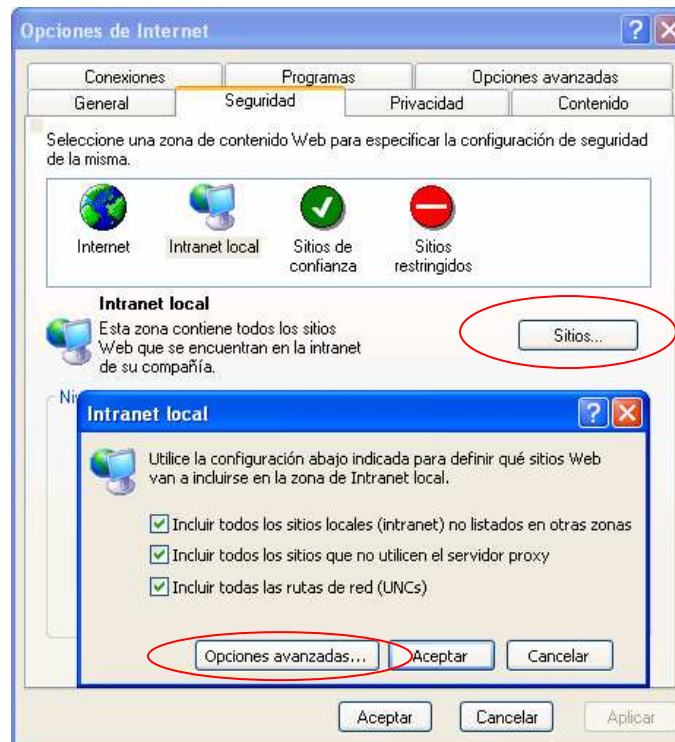 Opciones de Internet
Conexiones Programas Opciones avanzadas
General Seguridad Privacidad Contenido
Seleccione una zona de contenido Web para especificar la configuración de seguridad
de la misma.
Internet Intranet local Sitios de confianza Sitios restringidos
Intranet local
Esta zona contiene todos los sitios
Web que se encuentran en la intranet
de su compañía.
Sitios...
Intranet local
Utilice la configuración abajo indicada para definir qué sitios Web
van a incluirse en la zona de Intranet local.
Incluir todos los sitios locales (intranet) no listados en otras zonas
Incluir todos los sitios que no utilicen el servidor proxy
Incluir todas las rutas de red (UNCs)
Opciones avanzadas... Aceptar Cancelar
Aceptar Cancelar Aplicar